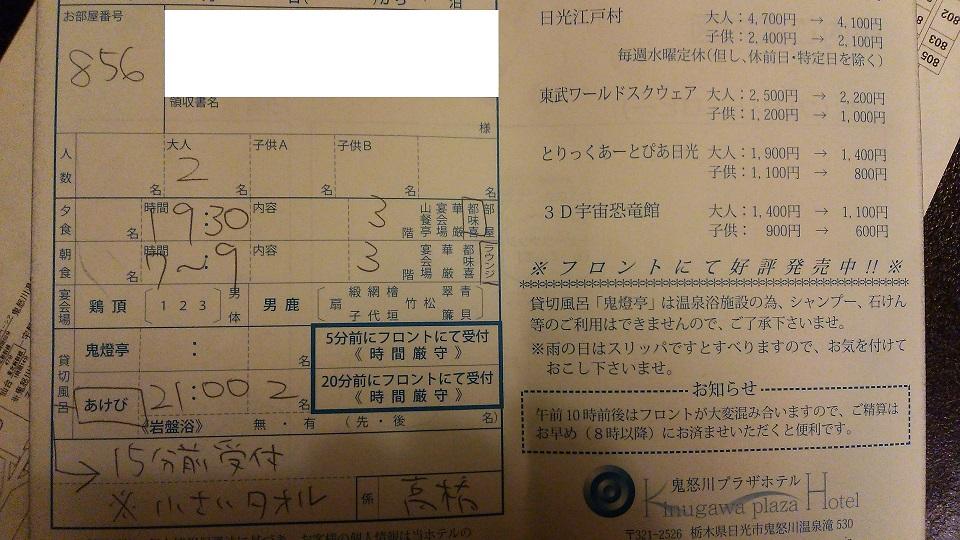 お部屋番号
856
領収書名
様
人数
大人
2
名
子供A
名
子供B
名
名
夕食
名
時間
19:30
内容
3
階
山餐亭
宴会場
華厳
都味喜
部屋
朝食
名
時間
7〜9
内容
3
階
宴会場
華厳
都味喜
ラウンジ
宴会場
鶏頂
1 2 3
男体
男鹿
扇
緞子
網代
檜垣
竹
松
翠簾
青貝
貸切風呂
鬼燈亭
:
名
5分前にフロントにて受付
《 時間厳守 》
あけび
21:00
2名
20分前にフロントにて受付
《 時間厳守 》
《岩盤浴》 無・有 (先・後 名)
→15分前受付
※小さいタオル
係
高橋
日光江戸村 大人:4,700円 → 4,100円
子供:2,400円 → 2,100円
毎週水曜定休(但し、休前日・特定日を除く)
東武ワールドスクウェア 大人:2,500円 → 2,200円
子供:1,200円 → 1,000円
とりっくあーとぴあ日光 大人:1,900円 → 1,400円
子供:1,100円 → 800円
3D宇宙恐竜館 大人:1,400円 → 1,100円
子供: 900円 → 600円
※フロントにて好評発売中!!※
貸切風呂「鬼燈亭」は温泉浴施設の為、シャンプー、石けん
等のご利用はできませんので、ご了承下さいませ。
※雨の日はスリッパですとすべりますので、お気を付けて
おこし下さいませ。
お知らせ
午前10時前後はフロントが大変混み合いますので、ご精算は
お早め(8時以降)にお済ませいただくと便利です。
鬼怒川プラザホテル
Kinugawa plaza Hotel
〒321-2526 栃木県日光市鬼怒川温泉滝530
802
803
805